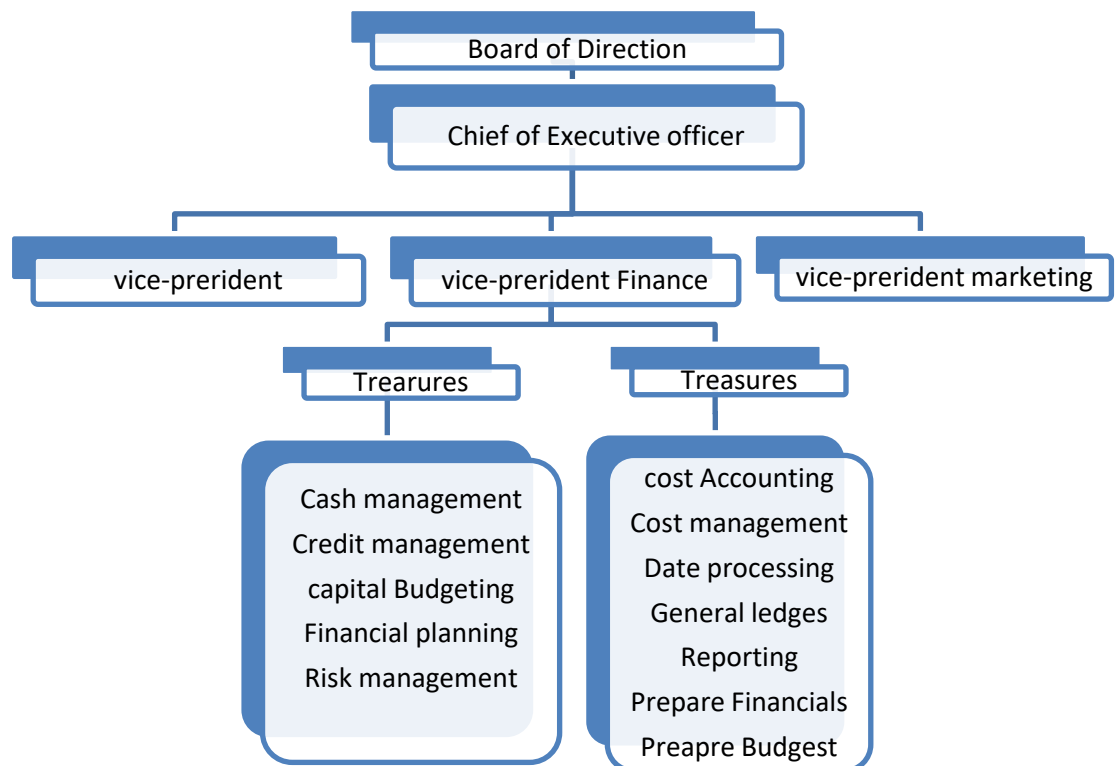 Board of Direction
Chief of Executive officer
vice-prerident
vice-prerident Finance
vice-prerident marketing
Trearures
Treasures
Cash management
Credit management
capital Budgeting
Financial planning
Risk management
cost Accounting
Cost management
Date processing
General ledges
Reporting
Prepare Financials
Preapre Budgest